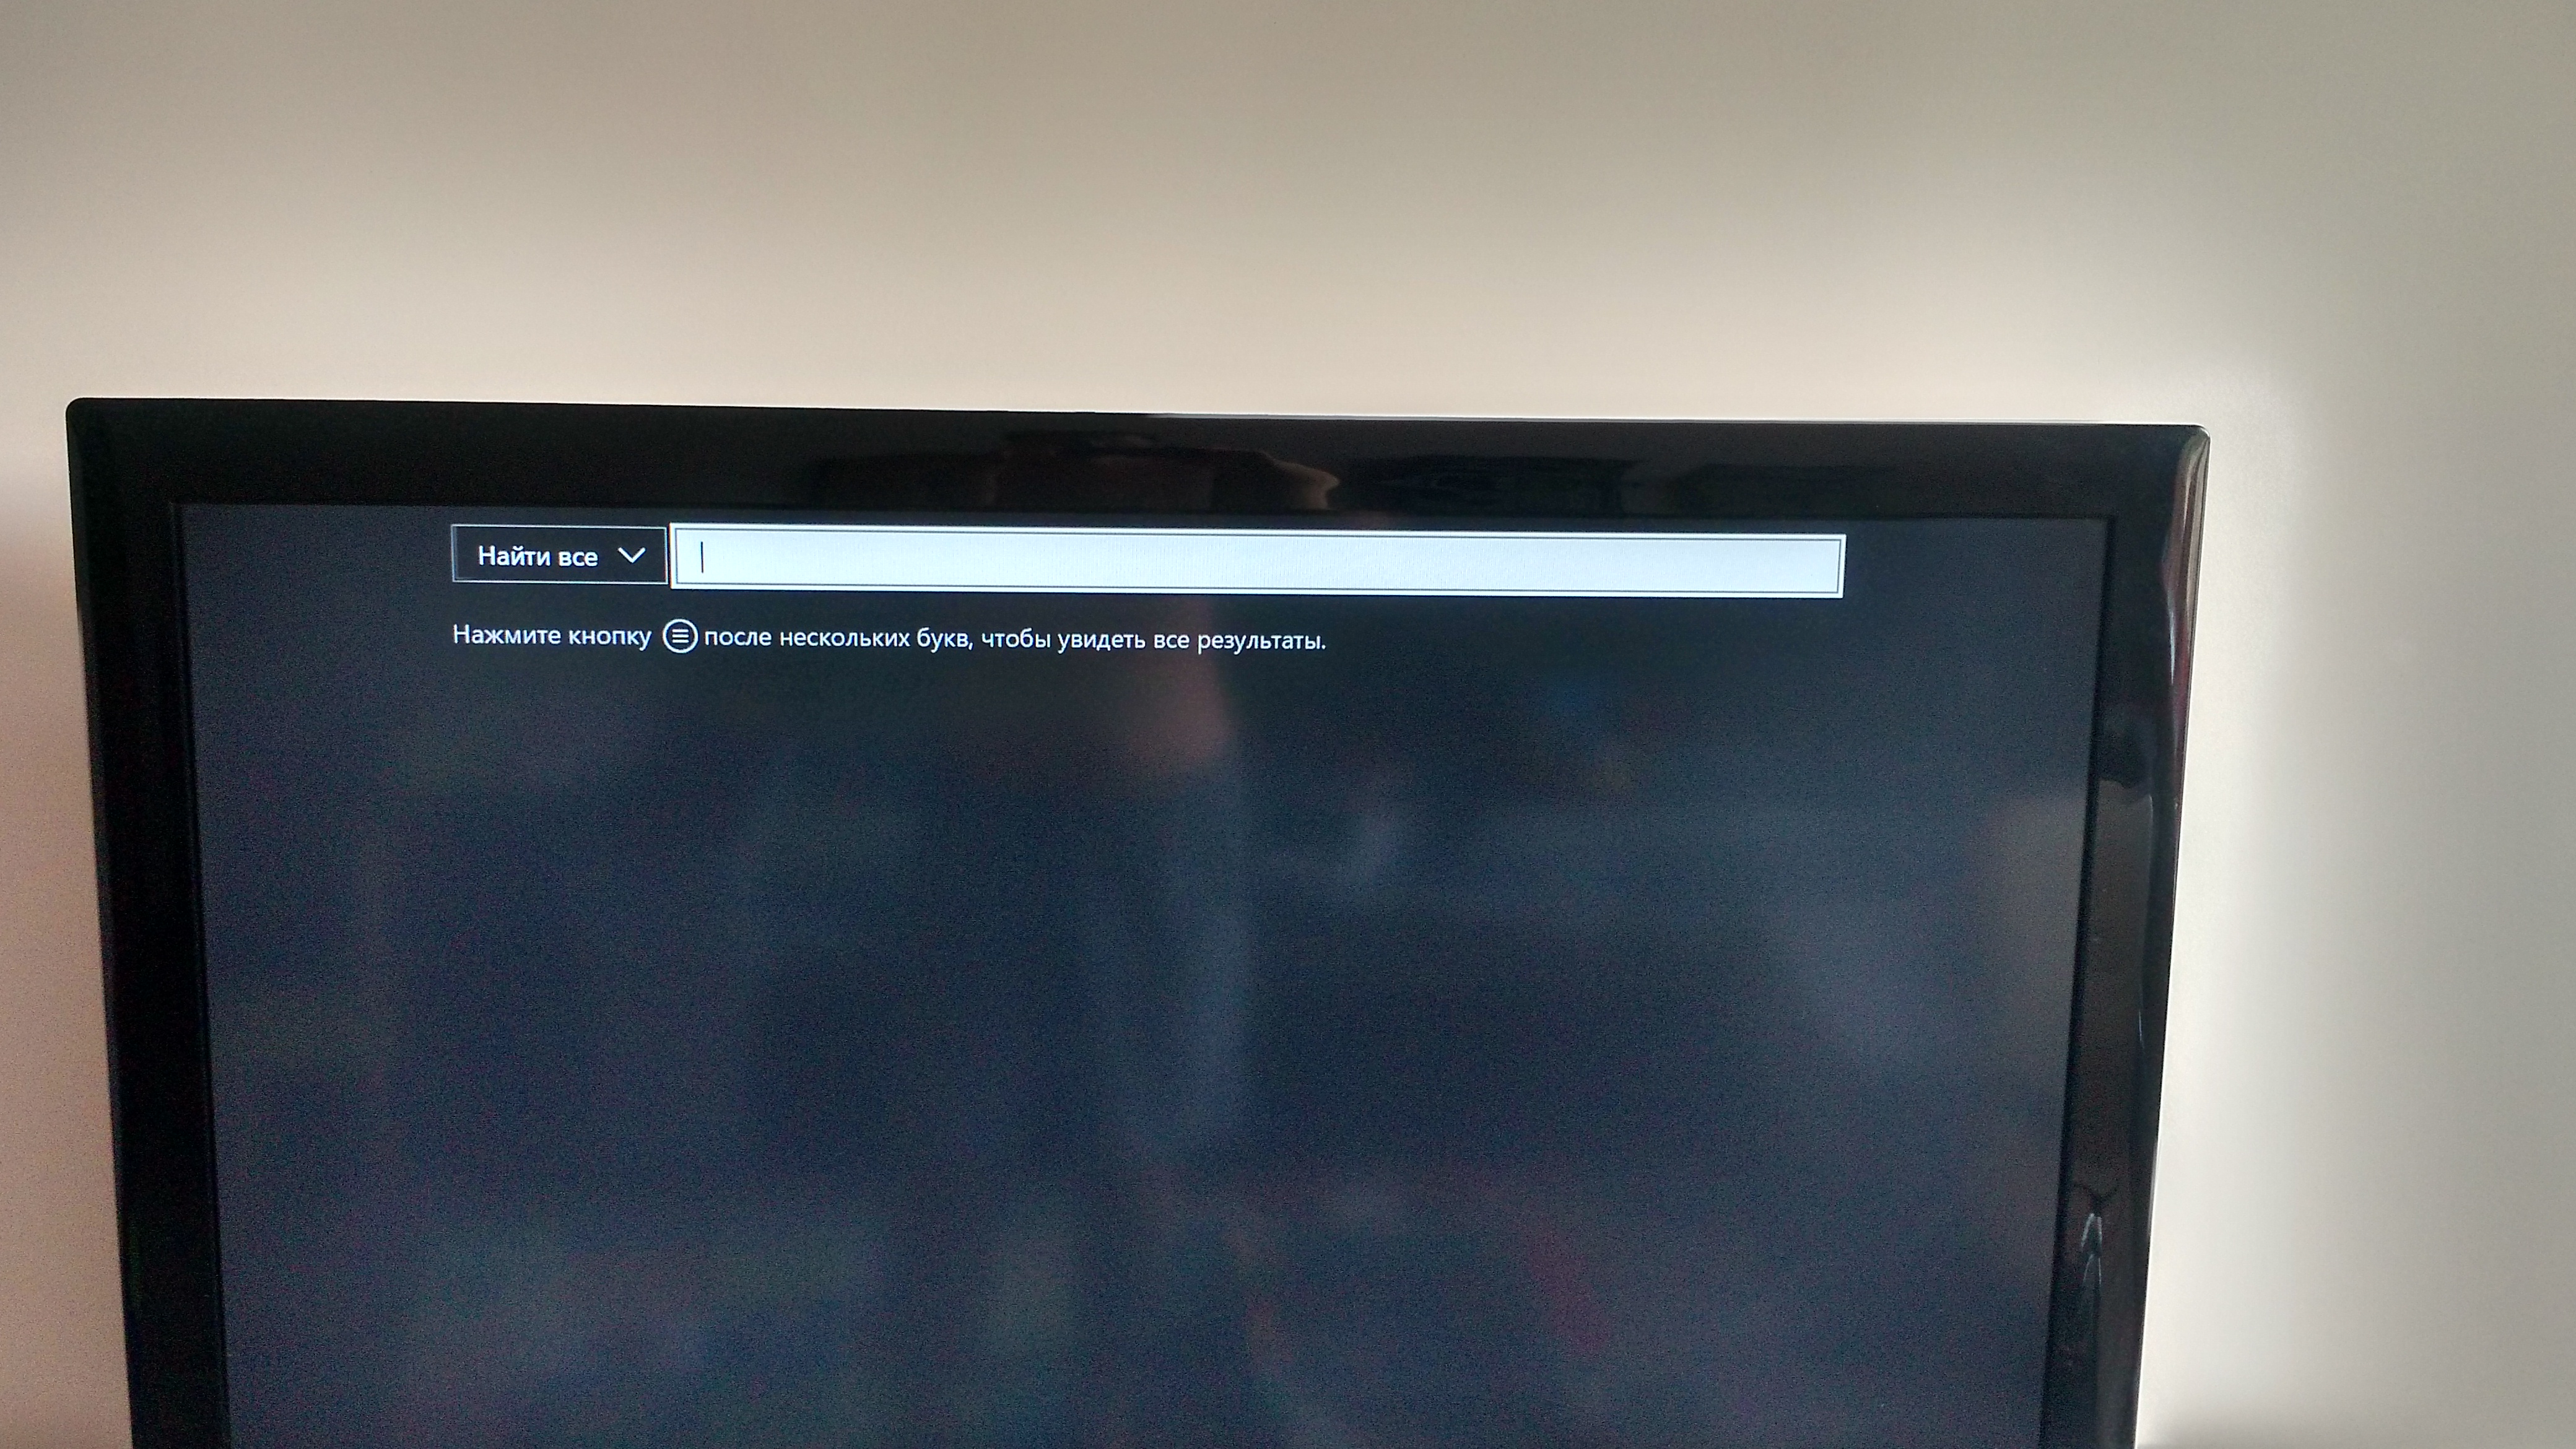 Найти все
Нажмите кнопку после нескольких букв, чтобы увидеть все результаты.